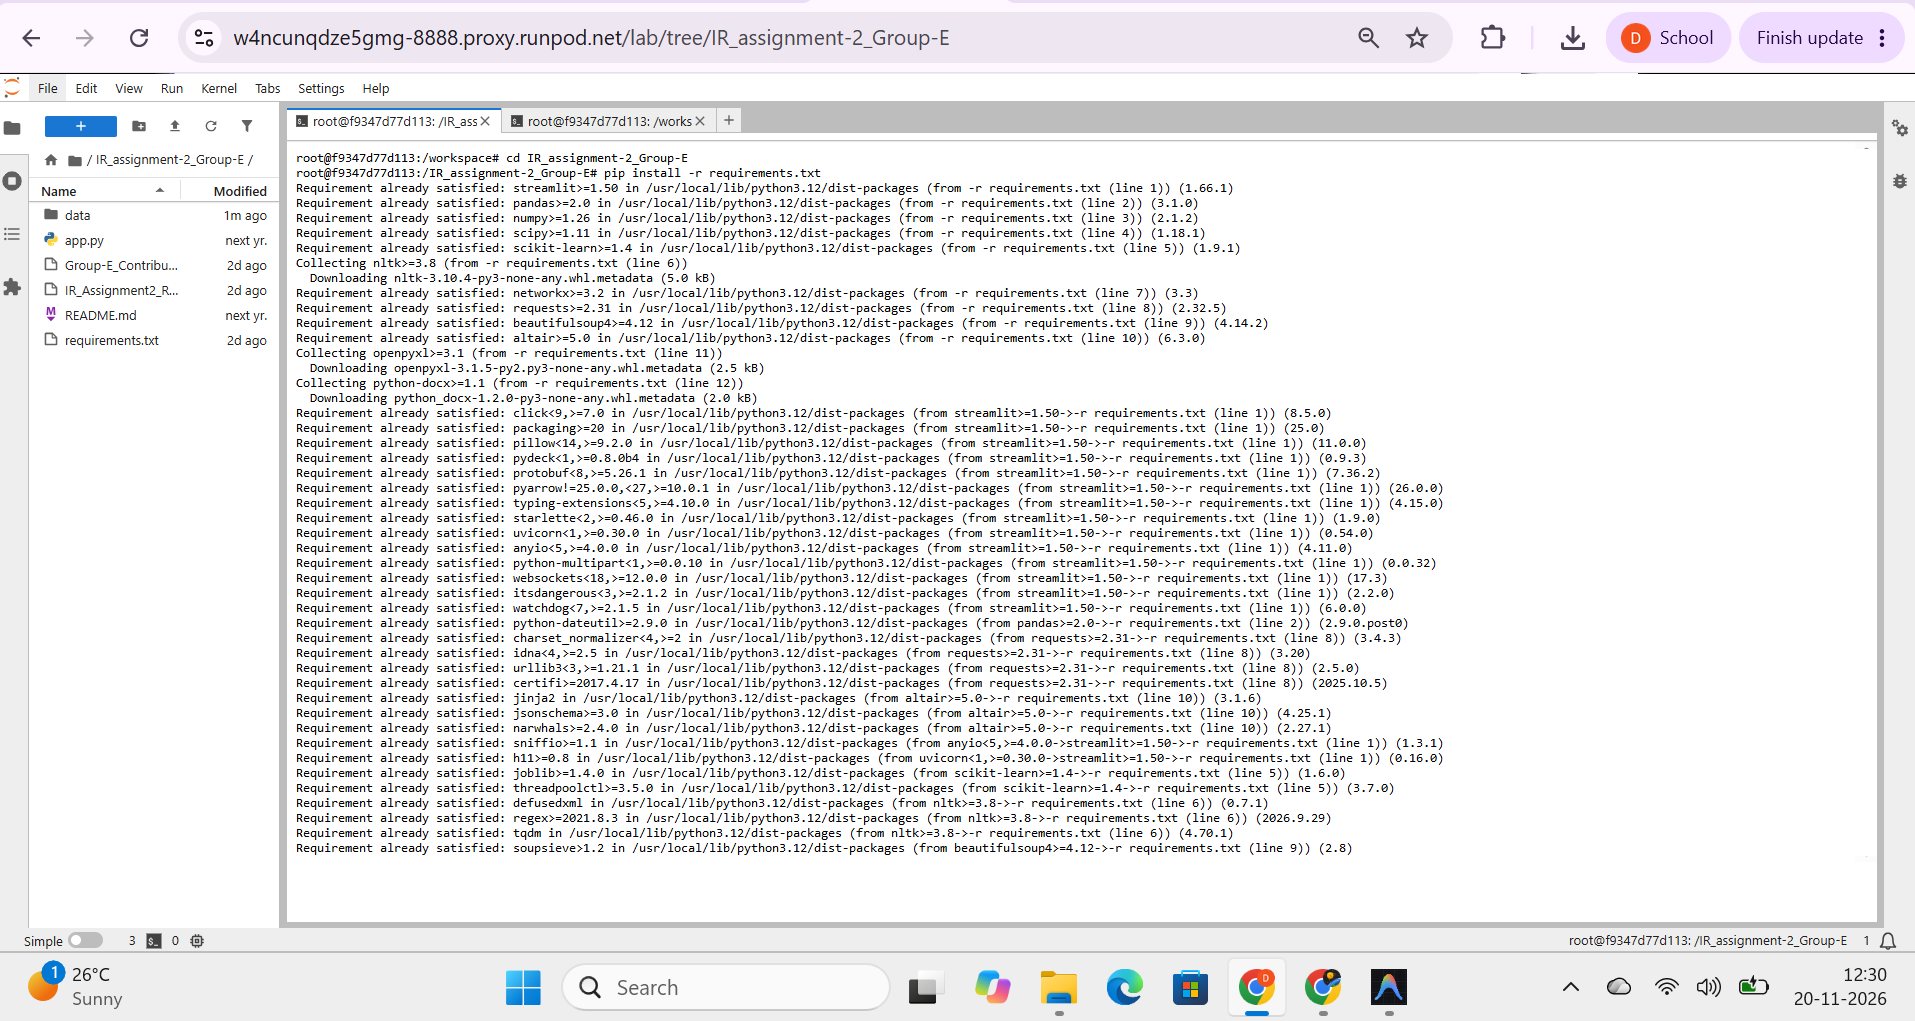 w4ncunqdze5gmg-8888.proxy.runpod.net/lab/tree/IR_assignment-2_Group-E
D School
Finish update
File Edit View Run Kernel Tabs Settings Help
root@f9347d77d113: /IR_ass
root@f9347d77d113: /works
/ IR_assignment-2_Group-E /
Name Modified
data 1m ago
app.py next yr.
Group-E_Contribu... 2d ago
IR_Assignment2_R... 2d ago
README.md next yr.
requirements.txt 2d ago
root@f9347d77d113:/workspace# cd IR_assignment-2_Group-E
root@f9347d77d113:/IR_assignment-2_Group-E# pip install -r requirements.txt
Requirement already satisfied: streamlit>=1.50 in /usr/local/lib/python3.12/dist-packages (from -r requirements.txt (line 1)) (1.66.1)
Requirement already satisfied: pandas>=2.0 in /usr/local/lib/python3.12/dist-packages (from -r requirements.txt (line 2)) (3.1.0)
Requirement already satisfied: numpy>=1.26 in /usr/local/lib/python3.12/dist-packages (from -r requirements.txt (line 3)) (2.1.2)
Requirement already satisfied: scipy>=1.11 in /usr/local/lib/python3.12/dist-packages (from -r requirements.txt (line 4)) (1.18.1)
Requirement already satisfied: scikit-learn>=1.4 in /usr/local/lib/python3.12/dist-packages (from -r requirements.txt (line 5)) (1.9.1)
Collecting nltk>=3.8 (from -r requirements.txt (line 6))
Downloading nltk-3.10.4-py3-none-any.whl.metadata (5.0 kB)
Requirement already satisfied: networkx>=3.2 in /usr/local/lib/python3.12/dist-packages (from -r requirements.txt (line 7)) (3.3)
Requirement already satisfied: requests>=2.31 in /usr/local/lib/python3.12/dist-packages (from -r requirements.txt (line 8)) (2.32.5)
Requirement already satisfied: beautifulsoup4>=4.12 in /usr/local/lib/python3.12/dist-packages (from -r requirements.txt (line 9)) (4.14.2)
Requirement already satisfied: altair>=5.0 in /usr/local/lib/python3.12/dist-packages (from -r requirements.txt (line 10)) (6.3.0)
Collecting openpyxl>=3.1 (from -r requirements.txt (line 11))
Downloading openpyxl-3.1.5-py2.py3-none-any.whl.metadata (2.5 kB)
Collecting python-docx>=1.1 (from -r requirements.txt (line 12))
Downloading python_docx-1.2.0-py3-none-any.whl.metadata (2.0 kB)
Requirement already satisfied: click<9,>=7.0 in /usr/local/lib/python3.12/dist-packages (from streamlit>=1.50->-r requirements.txt (line 1)) (8.5.0)
Requirement already satisfied: packaging>=20 in /usr/local/lib/python3.12/dist-packages (from streamlit>=1.50->-r requirements.txt (line 1)) (25.0)
Requirement already satisfied: pillow<14,>=9.2.0 in /usr/local/lib/python3.12/dist-packages (from streamlit>=1.50->-r requirements.txt (line 1)) (11.0.0)
Requirement already satisfied: pydeck<1,>=0.8.0b4 in /usr/local/lib/python3.12/dist-packages (from streamlit>=1.50->-r requirements.txt (line 1)) (0.9.3)
Requirement already satisfied: protobuf<8,>=5.26.1 in /usr/local/lib/python3.12/dist-packages (from streamlit>=1.50->-r requirements.txt (line 1)) (7.36.2)
Requirement already satisfied: pyarrow!=25.0.0,<27,>=10.0.1 in /usr/local/lib/python3.12/dist-packages (from streamlit>=1.50->-r requirements.txt (line 1)) (26.0.0)
Requirement already satisfied: typing-extensions<5,>=4.10.0 in /usr/local/lib/python3.12/dist-packages (from streamlit>=1.50->-r requirements.txt (line 1)) (4.15.0)
Requirement already satisfied: starlette<2,>=0.46.0 in /usr/local/lib/python3.12/dist-packages (from streamlit>=1.50->-r requirements.txt (line 1)) (1.9.0)
Requirement already satisfied: uvicorn<1,>=0.30.0 in /usr/local/lib/python3.12/dist-packages (from streamlit>=1.50->-r requirements.txt (line 1)) (0.54.0)
Requirement already satisfied: anyio<5,>=4.0.0 in /usr/local/lib/python3.12/dist-packages (from streamlit>=1.50->-r requirements.txt (line 1)) (4.11.0)
Requirement already satisfied: python-multipart<1,>=0.0.10 in /usr/local/lib/python3.12/dist-packages (from streamlit>=1.50->-r requirements.txt (line 1)) (0.0.32)
Requirement already satisfied: websockets<18,>=12.0.0 in /usr/local/lib/python3.12/dist-packages (from streamlit>=1.50->-r requirements.txt (line 1)) (17.3)
Requirement already satisfied: itsdangerous<3,>=2.1.2 in /usr/local/lib/python3.12/dist-packages (from streamlit>=1.50->-r requirements.txt (line 1)) (2.2.0)
Requirement already satisfied: watchdog<7,>=2.1.5 in /usr/local/lib/python3.12/dist-packages (from streamlit>=1.50->-r requirements.txt (line 1)) (6.0.0)
Requirement already satisfied: python-dateutil>=2.9.0 in /usr/local/lib/python3.12/dist-packages (from pandas>=2.0->-r requirements.txt (line 2)) (2.9.0.post0)
Requirement already satisfied: charset_normalizer<4,>=2 in /usr/local/lib/python3.12/dist-packages (from requests>=2.31->-r requirements.txt (line 8)) (3.4.3)
Requirement already satisfied: idna<4,>=2.5 in /usr/local/lib/python3.12/dist-packages (from requests>=2.31->-r requirements.txt (line 8)) (3.20)
Requirement already satisfied: urllib3<3,>=1.21.1 in /usr/local/lib/python3.12/dist-packages (from requests>=2.31->-r requirements.txt (line 8)) (2.5.0)
Requirement already satisfied: certifi>=2017.4.17 in /usr/local/lib/python3.12/dist-packages (from requests>=2.31->-r requirements.txt (line 8)) (2025.10.5)
Requirement already satisfied: jinja2 in /usr/local/lib/python3.12/dist-packages (from altair>=5.0->-r requirements.txt (line 10)) (3.1.6)
Requirement already satisfied: jsonschema>=3.0 in /usr/local/lib/python3.12/dist-packages (from altair>=5.0->-r requirements.txt (line 10)) (4.25.1)
Requirement already satisfied: narwhals>=2.4.0 in /usr/local/lib/python3.12/dist-packages (from altair>=5.0->-r requirements.txt (line 10)) (2.27.1)
Requirement already satisfied: sniffio>=1.1 in /usr/local/lib/python3.12/dist-packages (from anyio<5,>=4.0.0->streamlit>=1.50->-r requirements.txt (line 1)) (1.3.1)
Requirement already satisfied: h11>=0.8 in /usr/local/lib/python3.12/dist-packages (from uvicorn<1,>=0.30.0->streamlit>=1.50->-r requirements.txt (line 1)) (0.16.0)
Requirement already satisfied: joblib>=1.4.0 in /usr/local/lib/python3.12/dist-packages (from scikit-learn>=1.4->-r requirements.txt (line 5)) (1.6.0)
Requirement already satisfied: threadpoolctl>=3.5.0 in /usr/local/lib/python3.12/dist-packages (from scikit-learn>=1.4->-r requirements.txt (line 5)) (3.7.0)
Requirement already satisfied: defusedxml in /usr/local/lib/python3.12/dist-packages (from nltk>=3.8->-r requirements.txt (line 6)) (0.7.1)
Requirement already satisfied: regex>=2021.8.3 in /usr/local/lib/python3.12/dist-packages (from nltk>=3.8->-r requirements.txt (line 6)) (2026.9.29)
Requirement already satisfied: tqdm in /usr/local/lib/python3.12/dist-packages (from nltk>=3.8->-r requirements.txt (line 6)) (4.70.1)
Requirement already satisfied: soupsieve>1.2 in /usr/local/lib/python3.12/dist-packages (from beautifulsoup4>=4.12->-r requirements.txt (line 9)) (2.8)
Simple 3 0
root@f9347d77d113: /IR_assignment-2_Group-E 1
1 26°C
Sunny
Search
12:30
20-11-2026